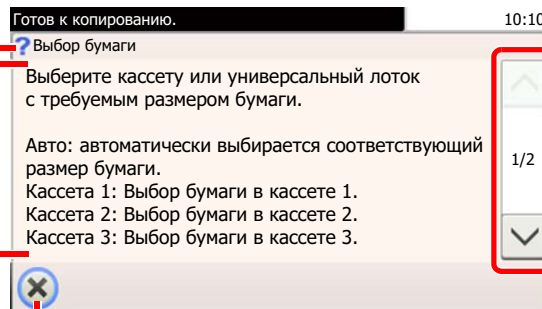 Готов к копированию. 10:10
Выбор бумаги
Выберите кассету или универсальный лоток
с требуемым размером бумаги.
Авто: автоматически выбирается соответствующий
размер бумаги.
1/2
Кассета 1: Выбор бумаги в кассете 1.
Кассета 2: Выбор бумаги в кассете 2.
Кассета 3: Выбор бумаги в кассете 3.